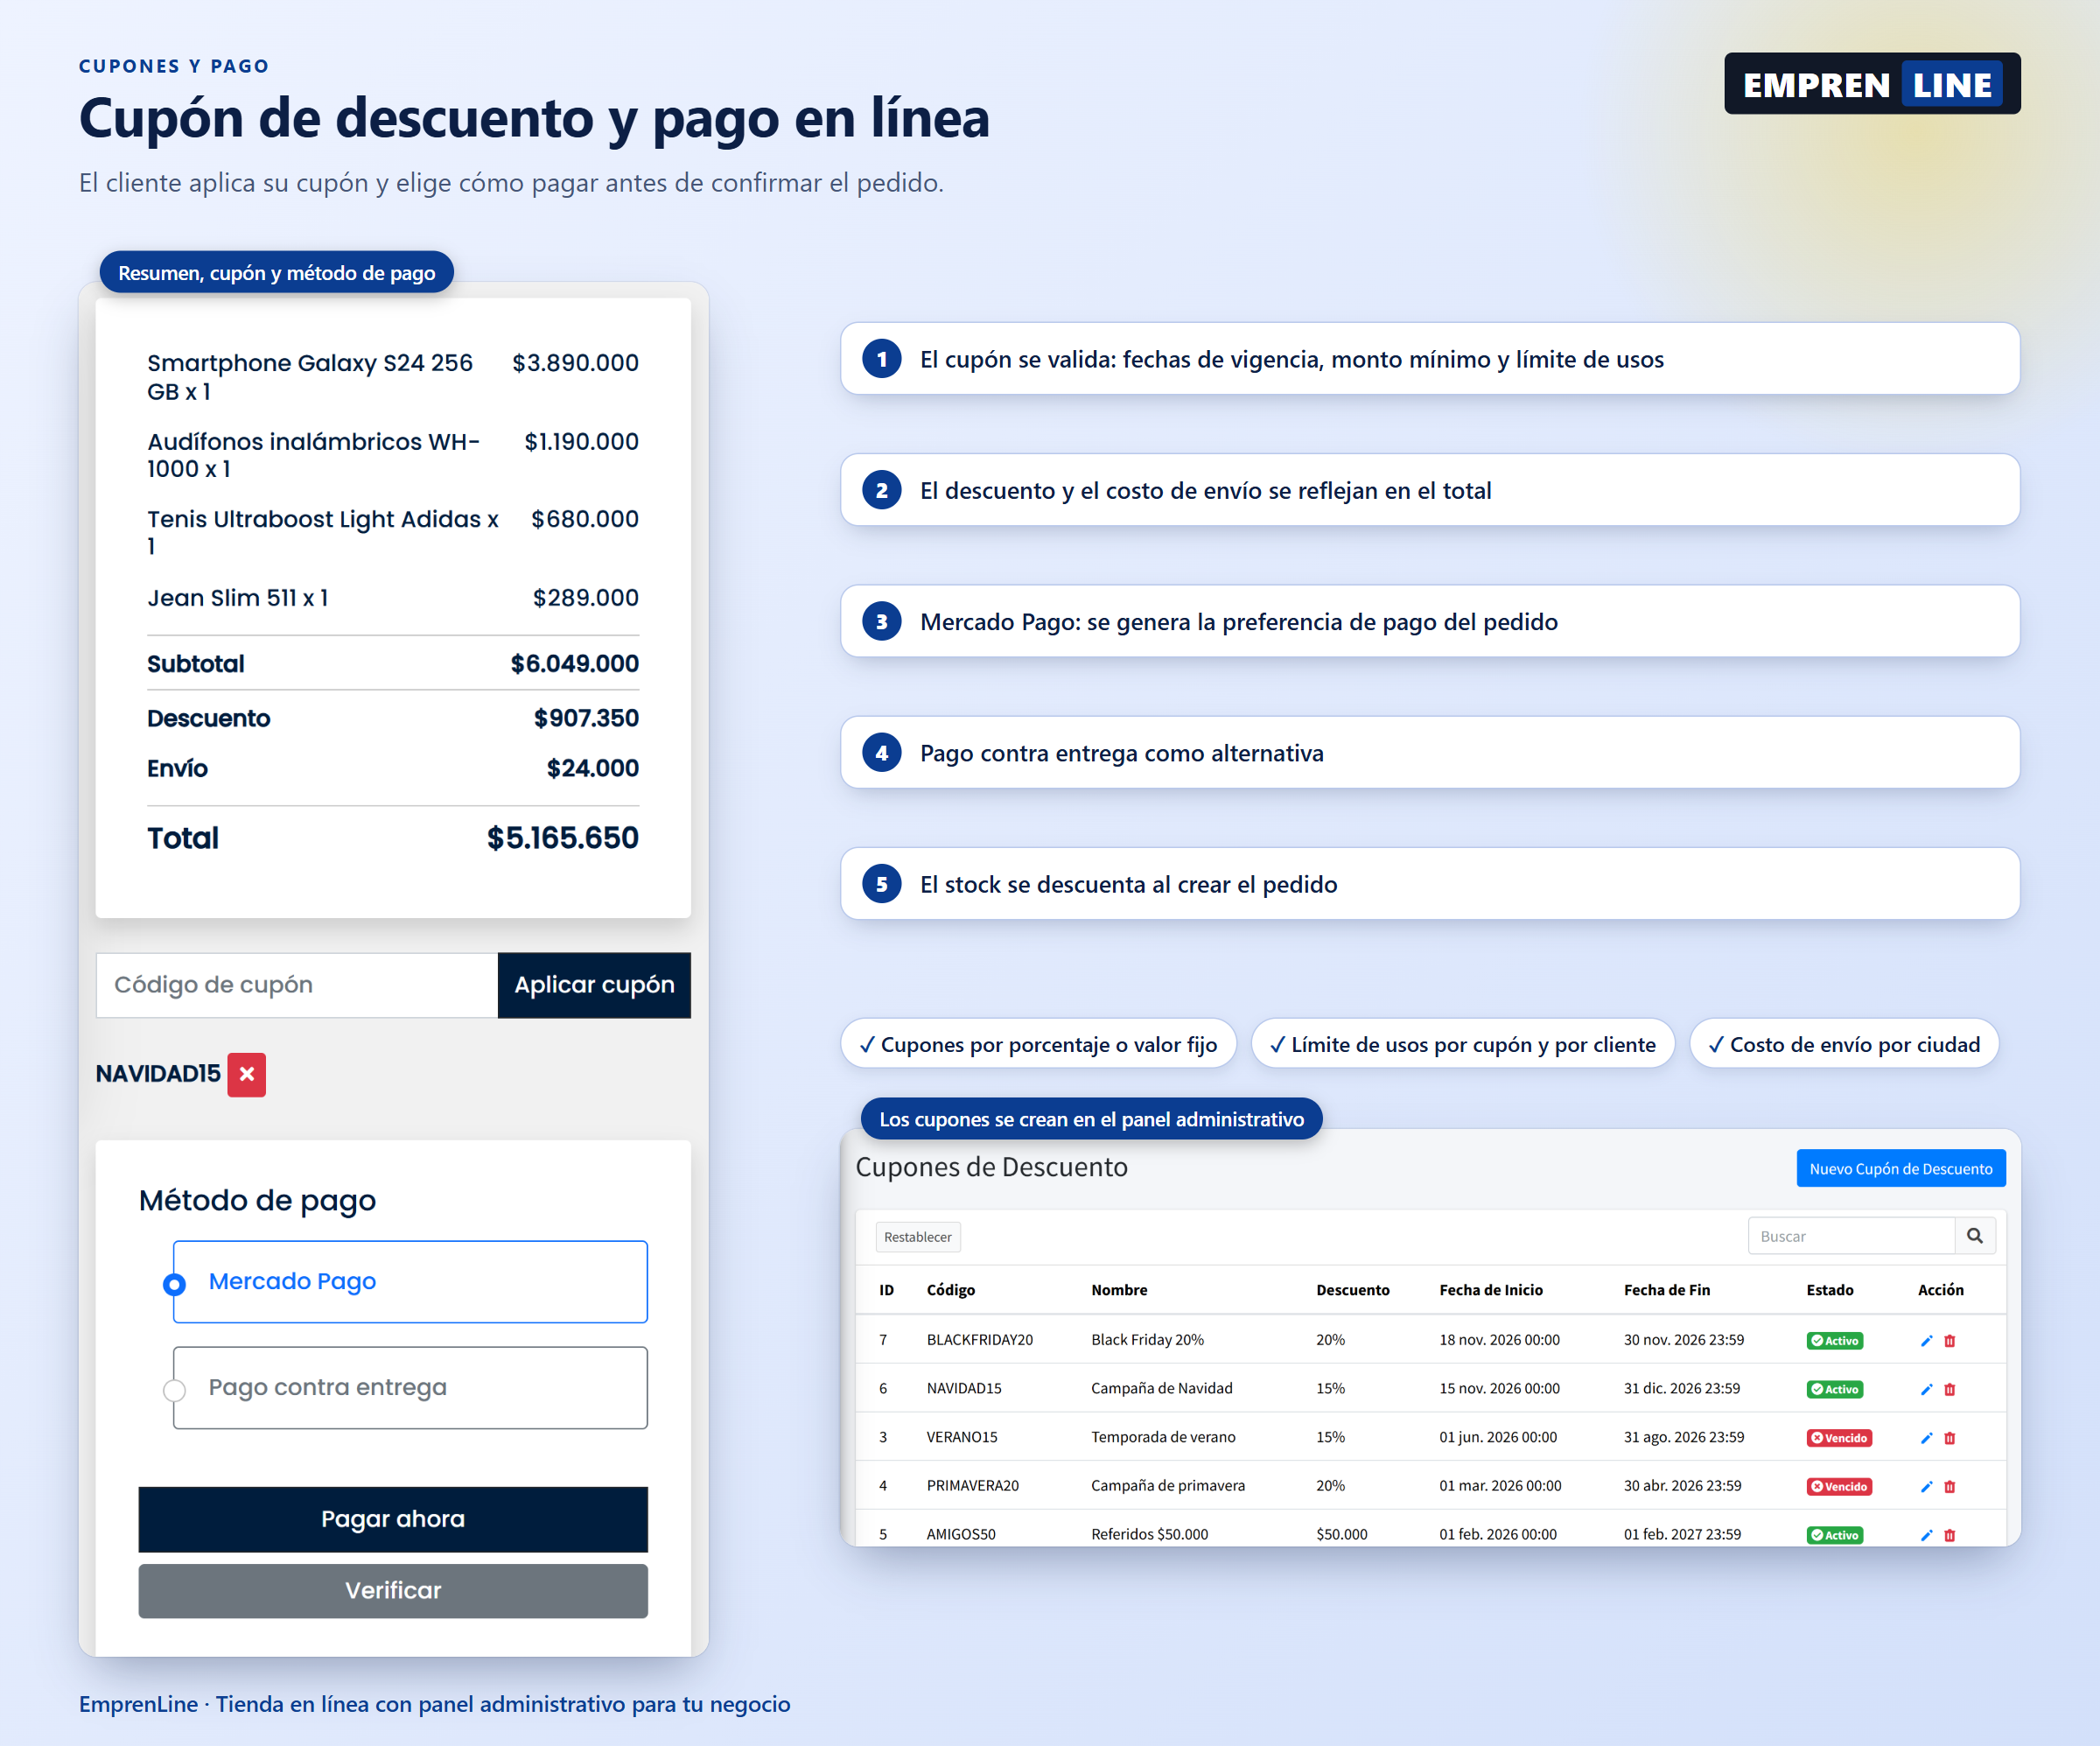 CUPONES Y PAGO
Cupón de descuento y pago en línea
El cliente aplica su cupón y elige cómo pagar antes de confirmar el pedido.
EMPREN LINE
Resumen, cupón y método de pago
Smartphone Galaxy S24 256 $3.890.000
GB x 1
Audífonos inalámbricos WH- $1.190.000
1000 x 1
Tenis Ultraboost Light Adidas x $680.000
1
Jean Slim 511 x 1 $289.000
Subtotal $6.049.000
Descuento $907.350
Envío $24.000
Total $5.165.650
Código de cupón Aplicar cupón
NAVIDAD15
Método de pago
Mercado Pago
Pago contra entrega
Pagar ahora
Verificar
1 El cupón se valida: fechas de vigencia, monto mínimo y límite de usos
2 El descuento y el costo de envío se reflejan en el total
3 Mercado Pago: se genera la preferencia de pago del pedido
4 Pago contra entrega como alternativa
5 El stock se descuenta al crear el pedido
✓ Cupones por porcentaje o valor fijo ✓ Límite de usos por cupón y por cliente ✓ Costo de envío por ciudad
Los cupones se crean en el panel administrativo
Cupones de Descuento Nuevo Cupón de Descuento
Restablecer Buscar
ID Código Nombre Descuento Fecha de Inicio Fecha de Fin Estado Acción
7 BLACKFRIDAY20 Black Friday 20% 20% 18 nov. 2026 00:00 30 nov. 2026 23:59 Activo
6 NAVIDAD15 Campaña de Navidad 15% 15 nov. 2026 00:00 31 dic. 2026 23:59 Activo
3 VERANO15 Temporada de verano 15% 01 jun. 2026 00:00 31 ago. 2026 23:59 Vencido
4 PRIMAVERA20 Campaña de primavera 20% 01 mar. 2026 00:00 30 abr. 2026 23:59 Vencido
5 AMIGOS50 Referidos $50.000 $50.000 01 feb. 2026 00:00 01 feb. 2027 23:59 Activo
EmprenLine · Tienda en línea con panel administrativo para tu negocio